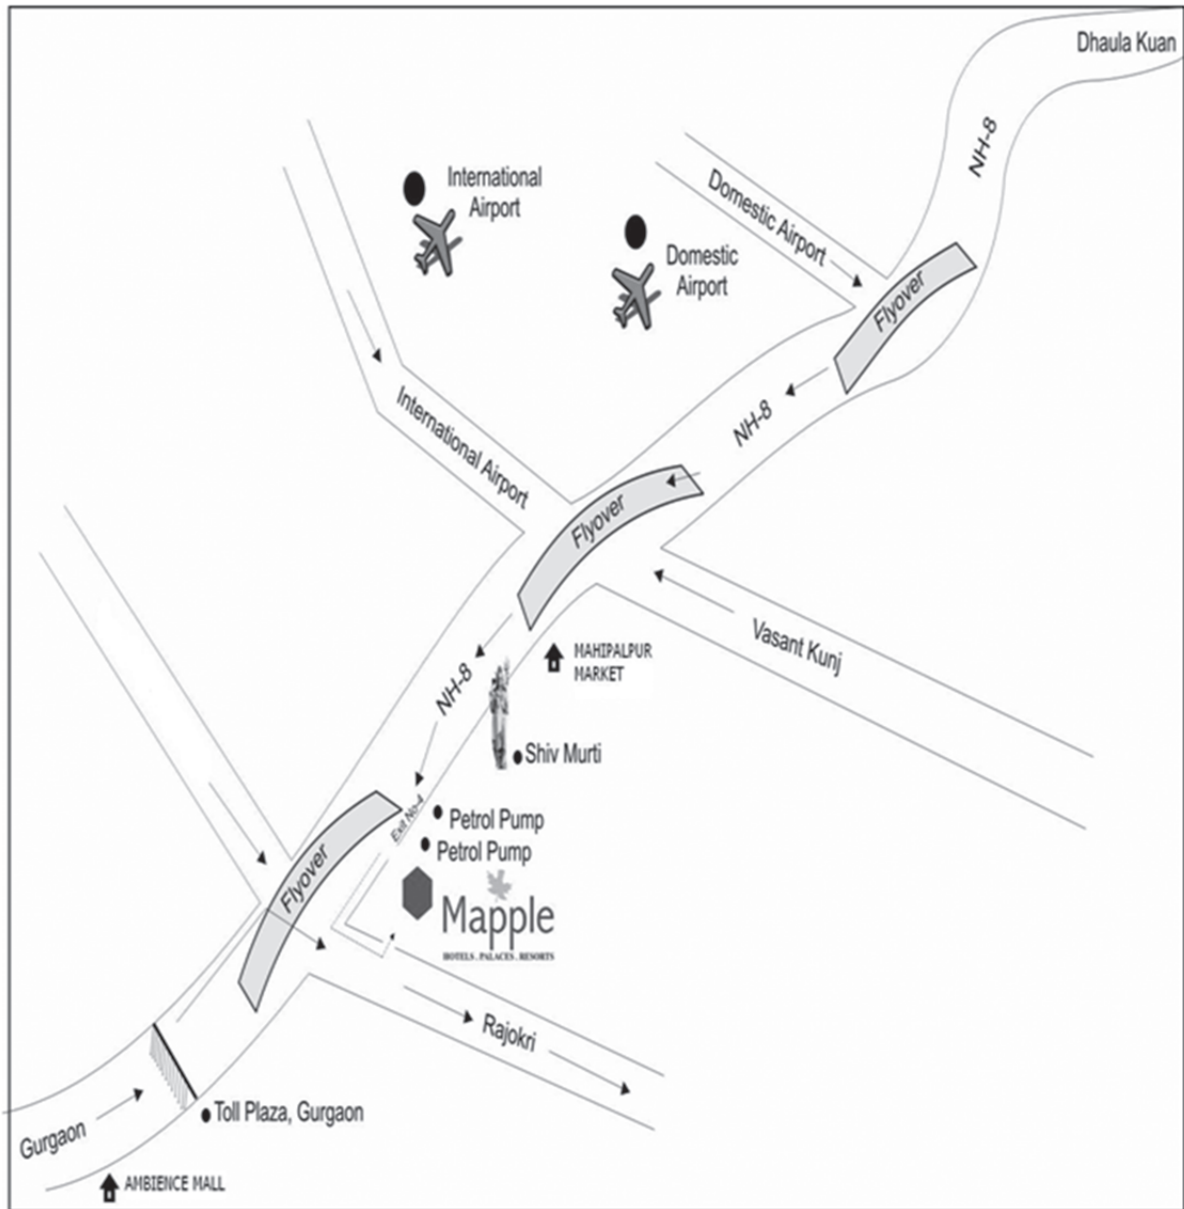 Dhaula Kuan
NH-8
International
Airport
Domestic Airport
Domestic
Airport
Flyover
International Airport
NH-8
Flyover
Vasant Kunj
MAHIPALPUR
MARKET
NH-8
Shiv Murti
Exit No-4
Petrol Pump
Petrol Pump
Flyover
Mapple
HOTELS . PALACES . RESORTS
Rajokri
Toll Plaza, Gurgaon
Gurgaon
AMBIENCE MALL